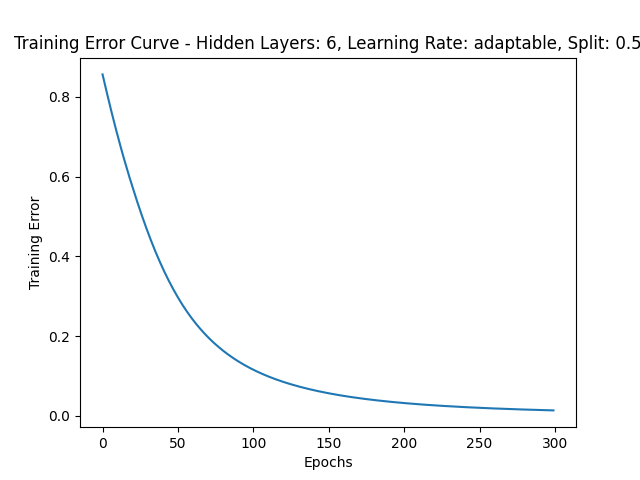 Training Error Curve - Hidden Layers: 6, Learning Rate: adaptable, Split: 0.5
Training Error
0.8
0.6
0.4
0.2
0.0
0 50 100 150 200 250 300
Epochs